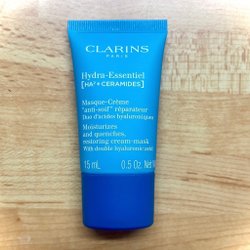 CLARINS
PARIS
Hydra-Essentiel
[HA² + CERAMIDES]
Masque-Crème
"anti-soif" réparateur
Duo d'acides hyaluroniques
Moisturizes
and quenches,
restoring cream-mask
With double hyaluronic acid
15 mL 0.5 Oz. Net